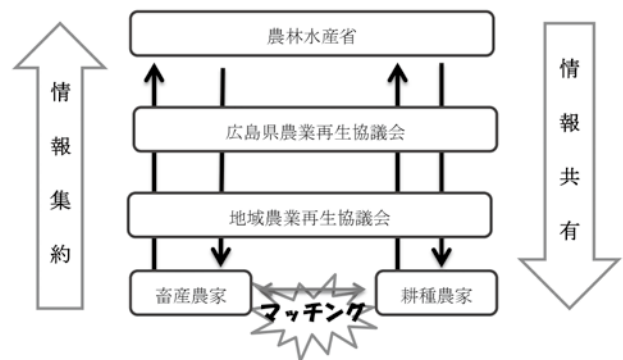 農林水産省
広島県農業再生協議会
地域農業再生協議会
畜産農家
マッチング
耕種農家
情報集約
情報共有